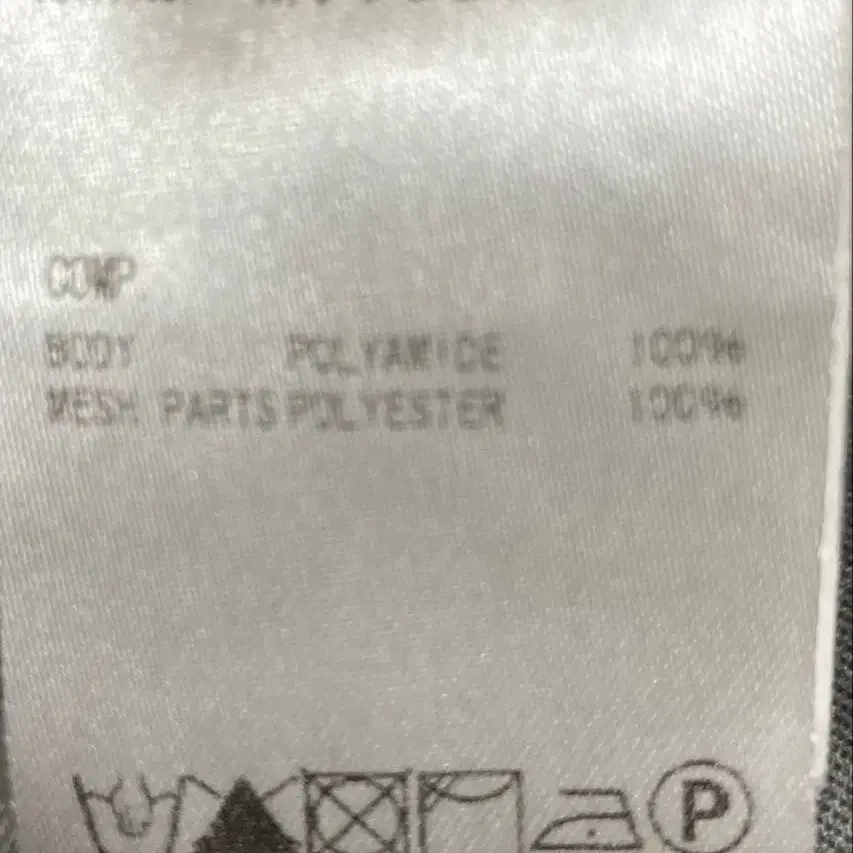 COMP.
BODY POLYAMIDE 100%
MESH PARTS POLYESTER 100%
P